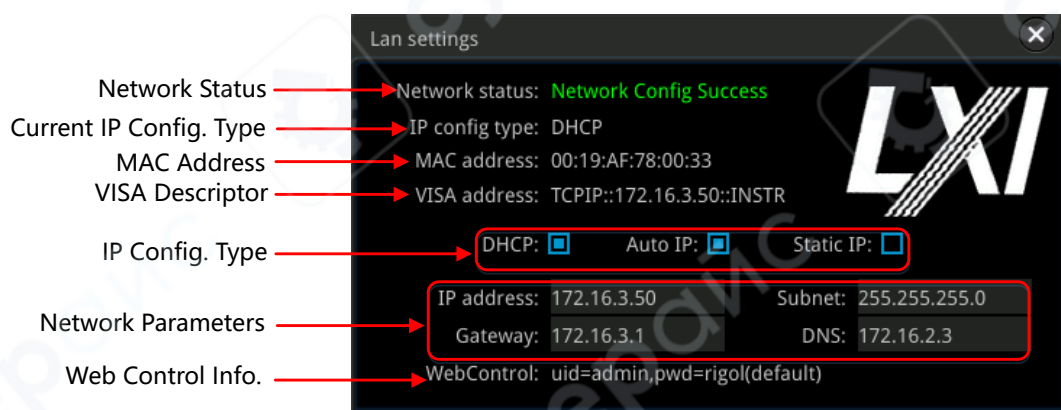 Lan settings
Network Status
Network status: Network Config Success
Current IP Config. Type
IP config type: DHCP
MAC Address
MAC address: 00:19:AF:78:00:33
VISA Descriptor
VISA address: TCPIP::172.16.3.50::INSTR
LXI
IP Config. Type
DHCP: Auto IP: Static IP:
Network Parameters
IP address: 172.16.3.50 Subnet: 255.255.255.0
Gateway: 172.16.3.1 DNS: 172.16.2.3
Web Control Info.
WebControl: uid=admin,pwd=rigol(default)